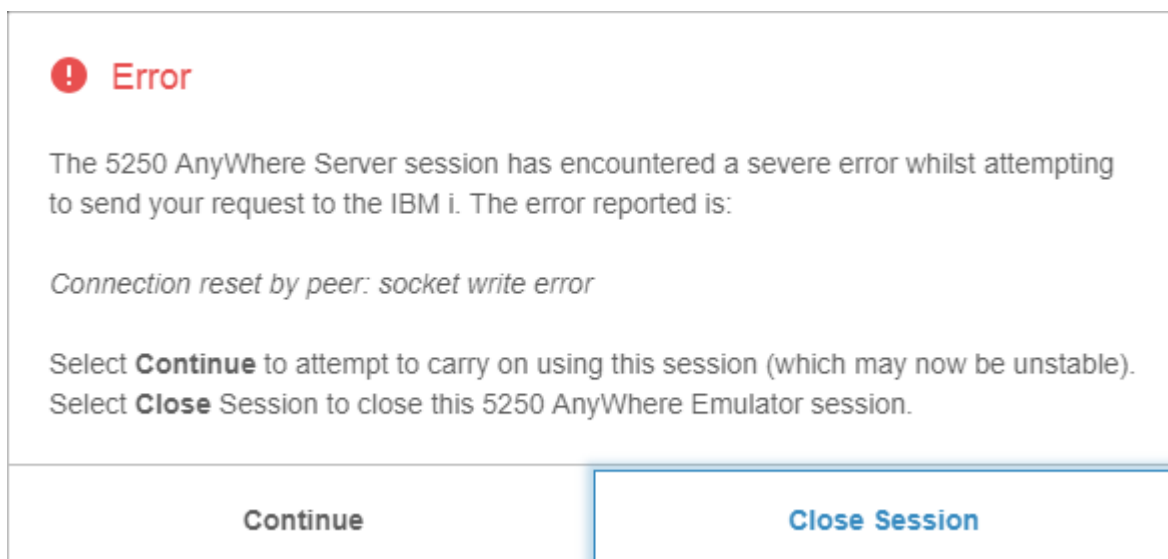 Error
The 5250 AnyWhere Server session has encountered a severe error whilst attempting
to send your request to the IBM i. The error reported is:
Connection reset by peer: socket write error
Select Continue to attempt to carry on using this session (which may now be unstable).
Select Close Session to close this 5250 AnyWhere Emulator session.
Continue
Close Session